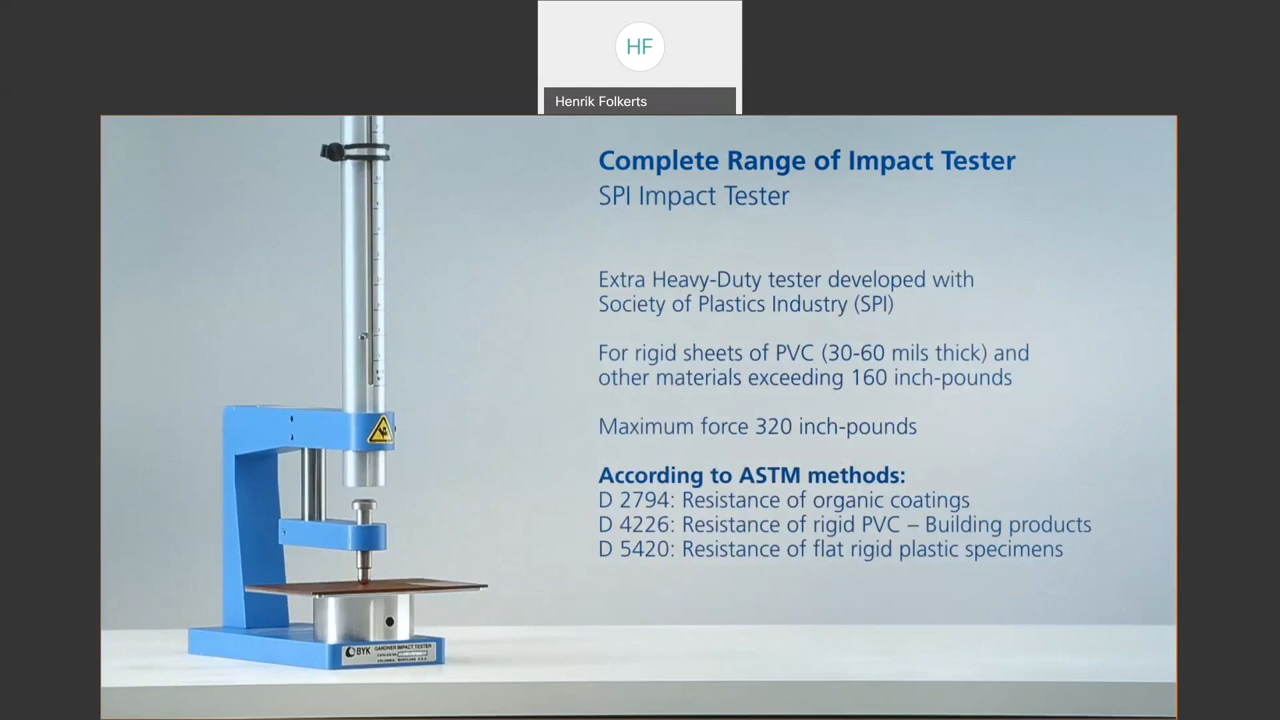 HF
Henrik Folkerts
Complete Range of Impact Tester
SPI Impact Tester
Extra Heavy-Duty tester developed with
Society of Plastics Industry (SPI)
For rigid sheets of PVC (30-60 mils thick) and
other materials exceeding 160 inch-pounds
Maximum force 320 inch-pounds
According to ASTM methods:
D 2794: Resistance of organic coatings
D 4226: Resistance of rigid PVC – Building products
D 5420: Resistance of flat rigid plastic specimens
BYK GARDNER IMPACT TESTER
COLUMBIA, MARYLAND U.S.A.